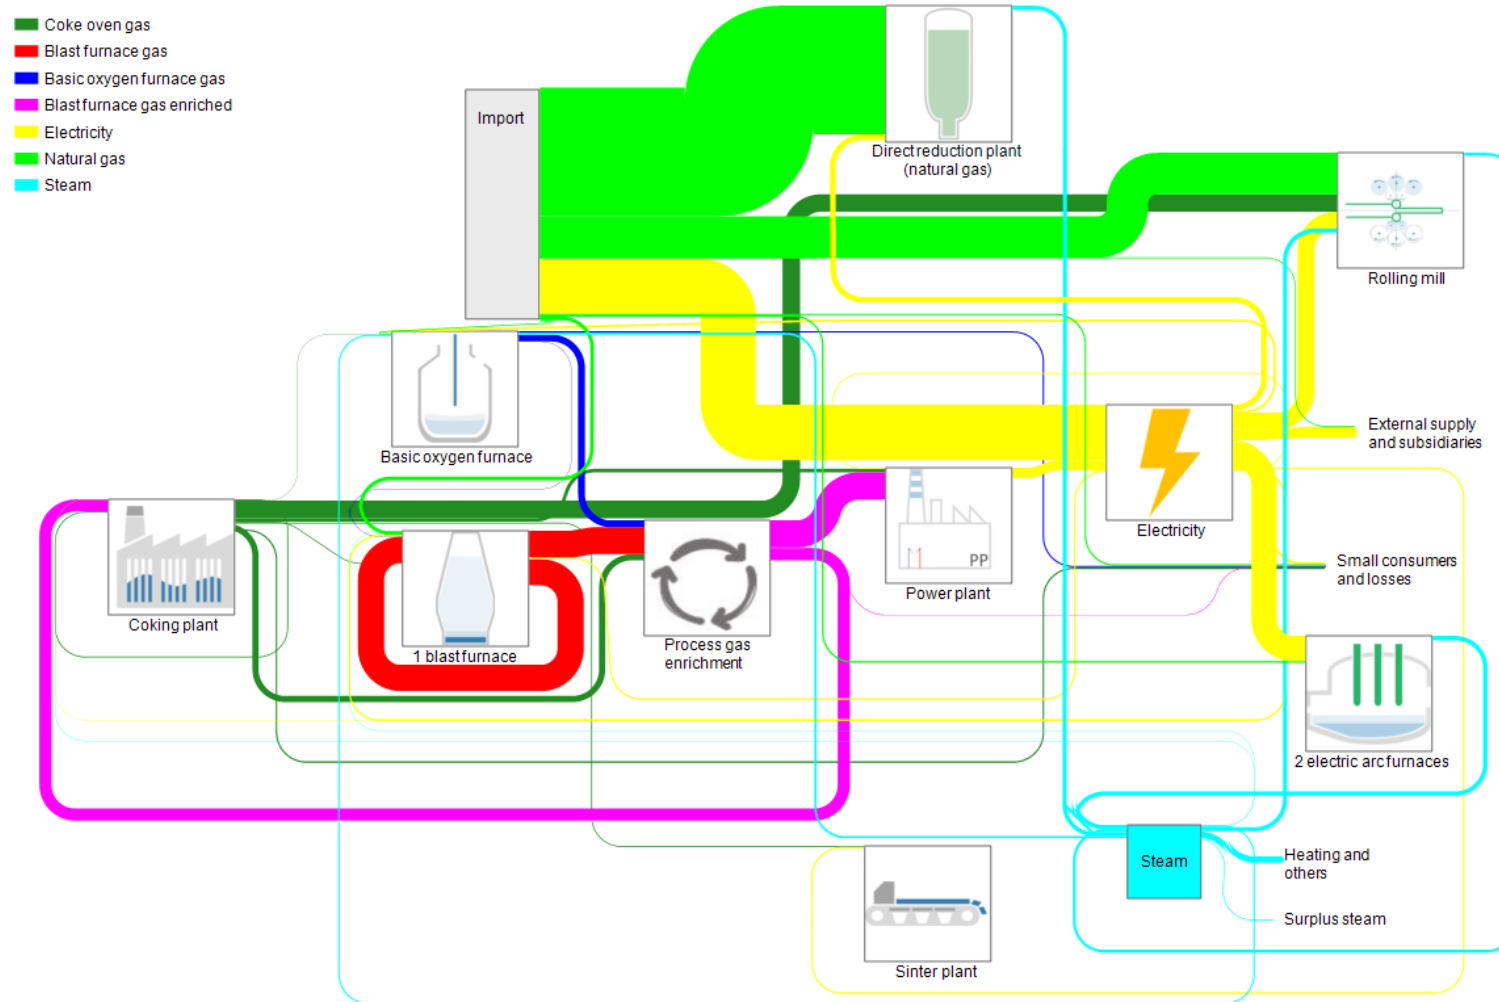 Coke oven gas
Blast furnace gas
Basic oxygen furnace gas
Blast furnace gas enriched
Electricity
Natural gas
Steam
Import
Direct reduction plant
(natural gas)
Rolling mill
Basic oxygen furnace
External supply
and subsidiaries
Electricity
Small consumers
and losses
PP
Power plant
Coking plant
1 blast furnace
Process gas
enrichment
2 electric arc furnaces
Steam
Heating and
others
Surplus steam
Sinter plant